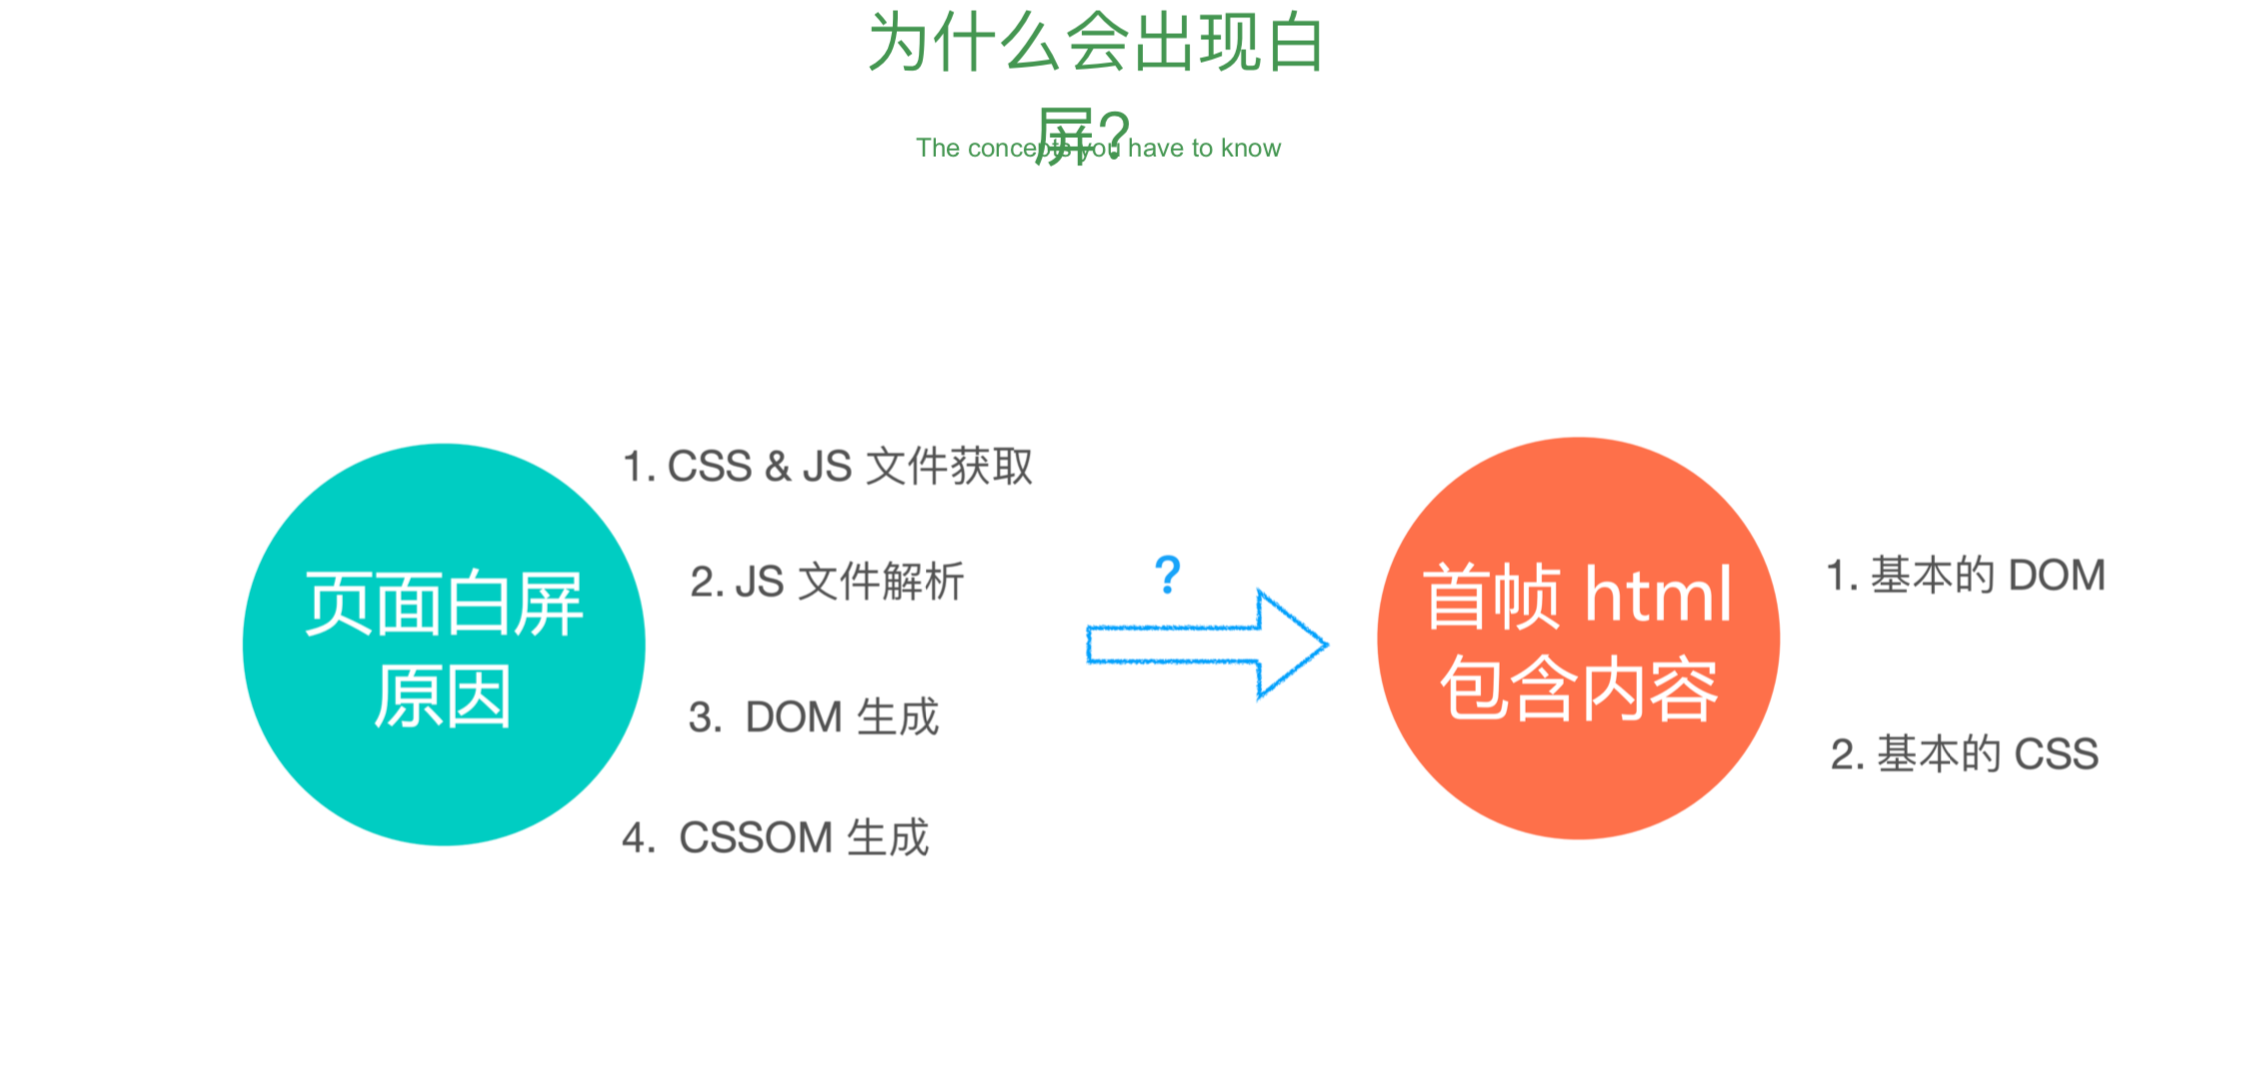 为什么会出现白
屏?
The concepts you have to know
页面白屏
原因
1. CSS & JS 文件获取
2. JS 文件解析
3. DOM 生成
4. CSSOM 生成
?
首帧 html
包含内容
1. 基本的 DOM
2. 基本的 CSS